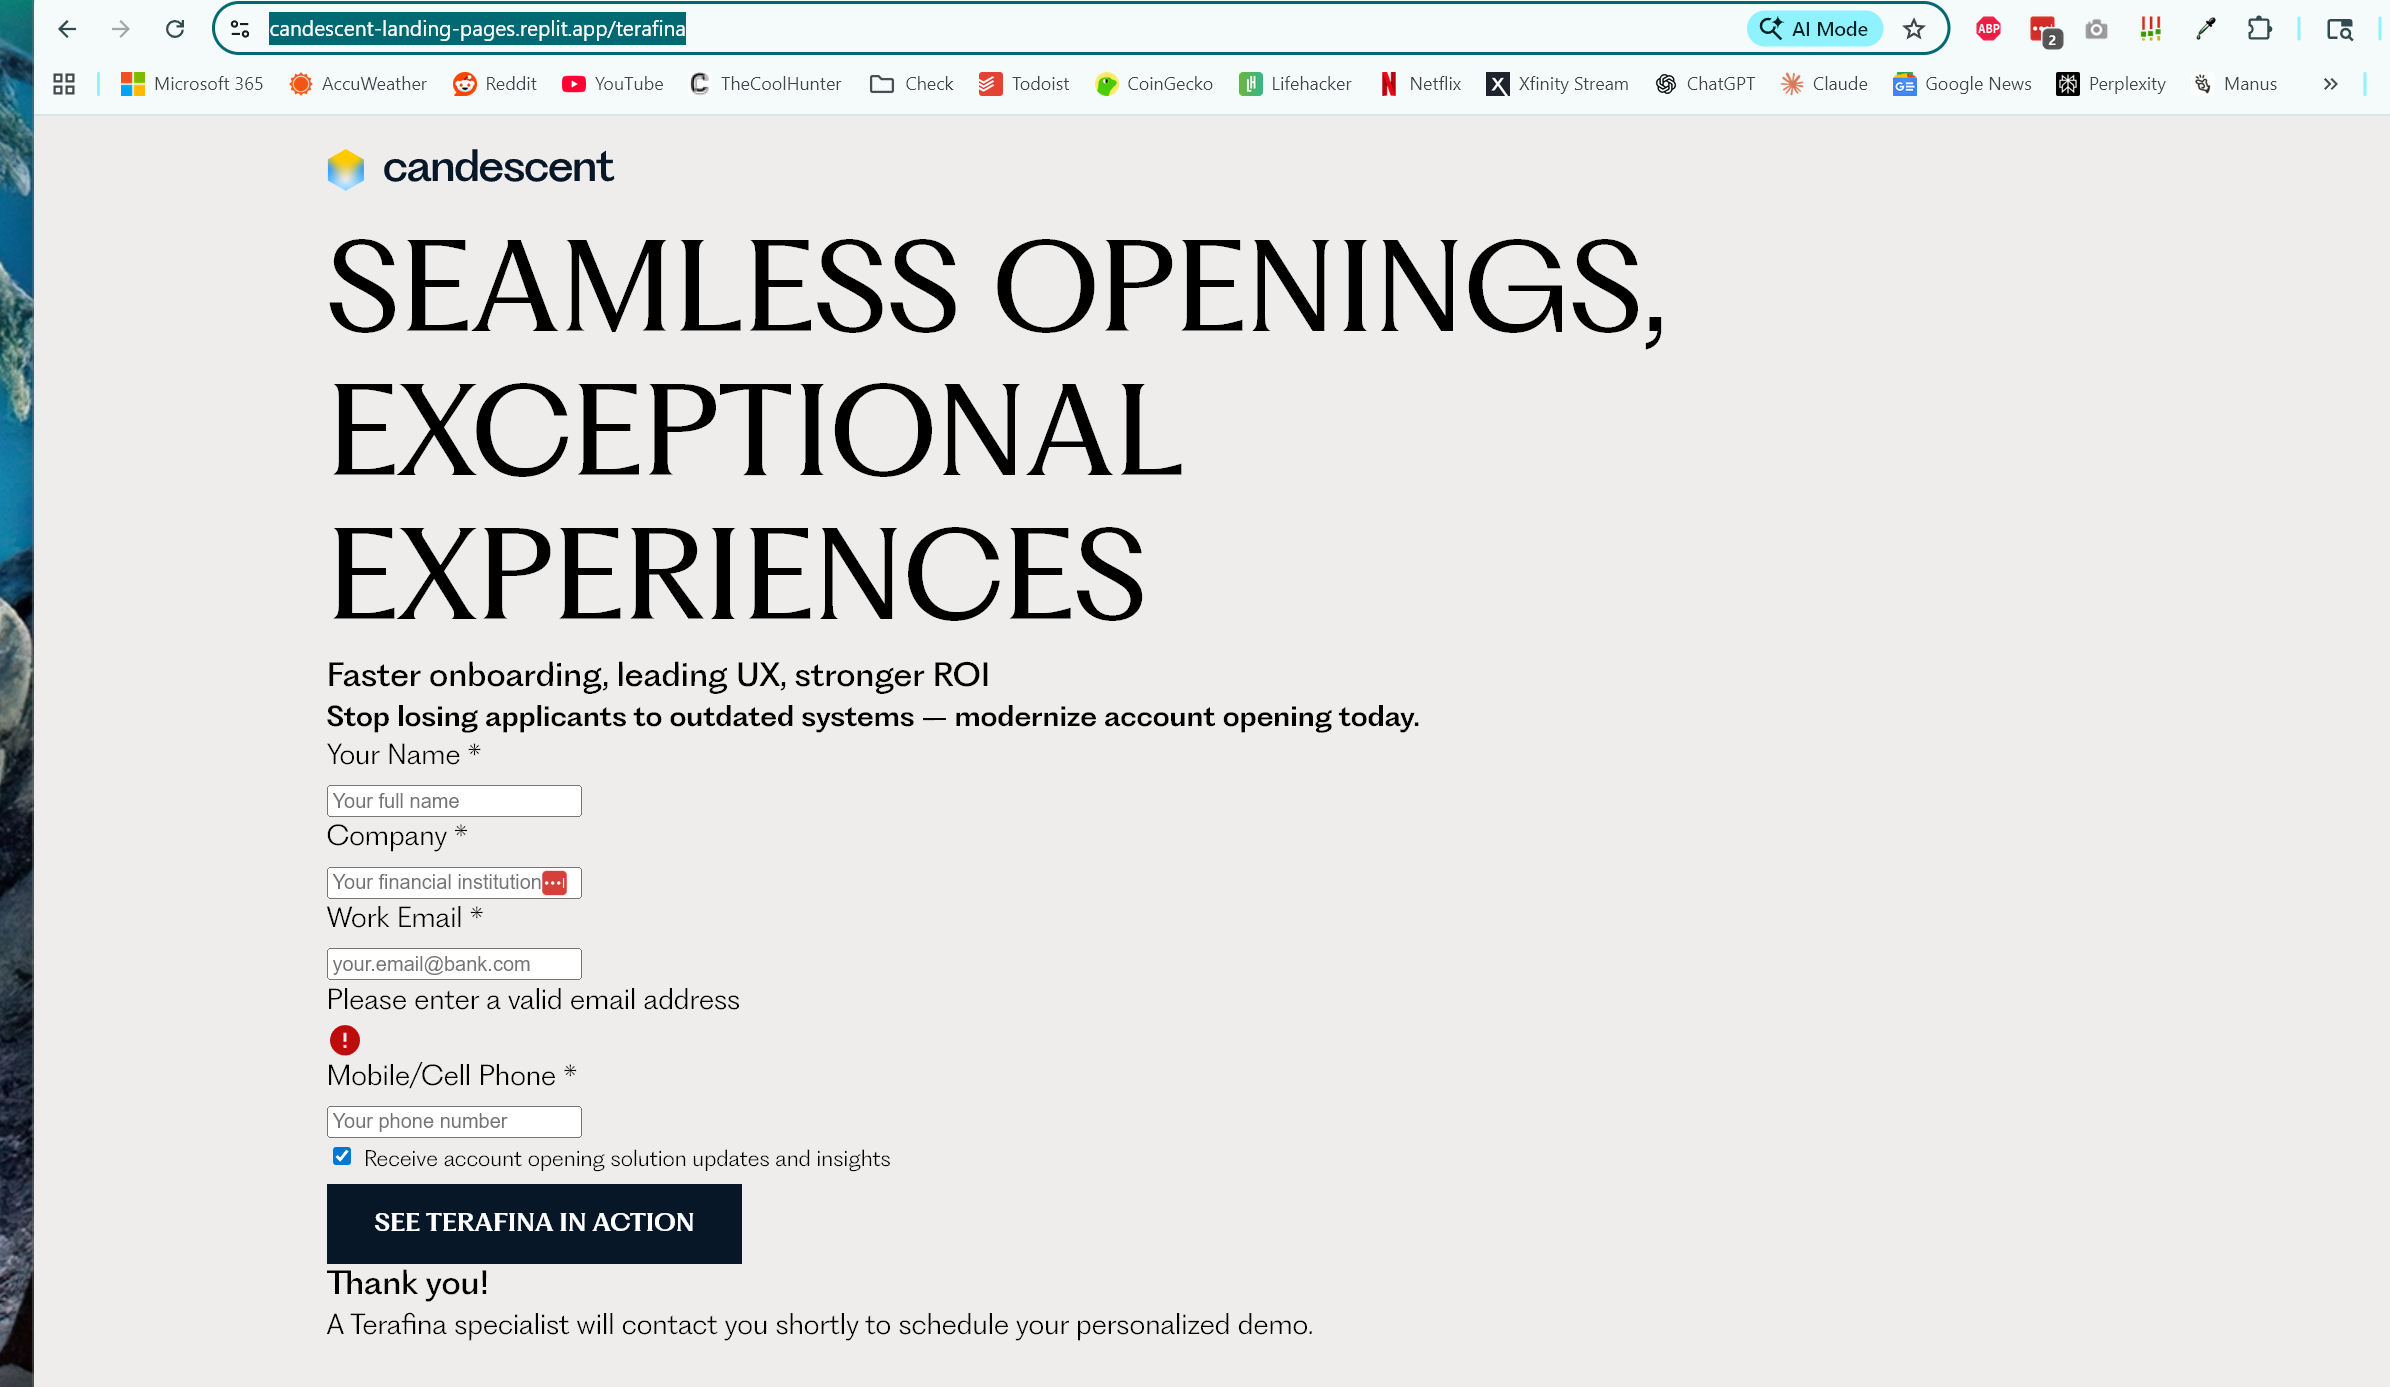 candescent-landing-pages.replit.app/terafina
AI Mode
ABP
2
Microsoft 365
AccuWeather
Reddit
YouTube
TheCoolHunter
Check
Todoist
CoinGecko
Lifehacker
Netflix
Xfinity Stream
ChatGPT
Claude
Google News
Perplexity
Manus
candescent
SEAMLESS OPENINGS,
EXCEPTIONAL
EXPERIENCES
Faster onboarding, leading UX, stronger ROI
Stop losing applicants to outdated systems — modernize account opening today.
Your Name *
Your full name
Company *
Your financial institution
Work Email *
your.email@bank.com
Please enter a valid email address
Mobile/Cell Phone *
Your phone number
Receive account opening solution updates and insights
SEE TERAFINA IN ACTION
Thank you!
A Terafina specialist will contact you shortly to schedule your personalized demo.